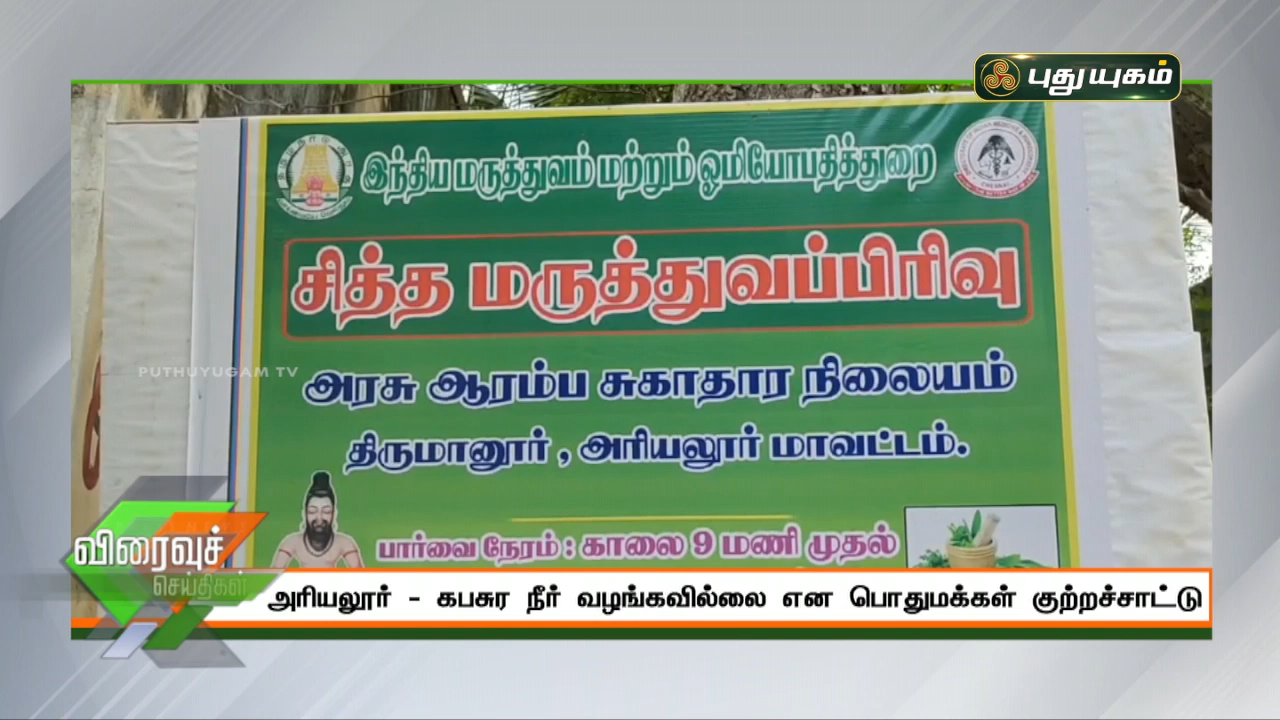 புதுயுகம்
இந்திய மருத்துவம் மற்றும் ஓமியோபதித்துறை
சித்த மருத்துவப்பிரிவு
PUTHUYUGAM TV
அரசு ஆரம்ப சுகாதார நிலையம்
திருமானூர் , அரியலூர் மாவட்டம்.
பார்வை நேரம் : காலை 9 மணி முதல்
விரைவுச்
செய்திகள்
அரியலூர் - கபசுர நீர் வழங்கவில்லை என பொதுமக்கள் குற்றச்சாட்டு